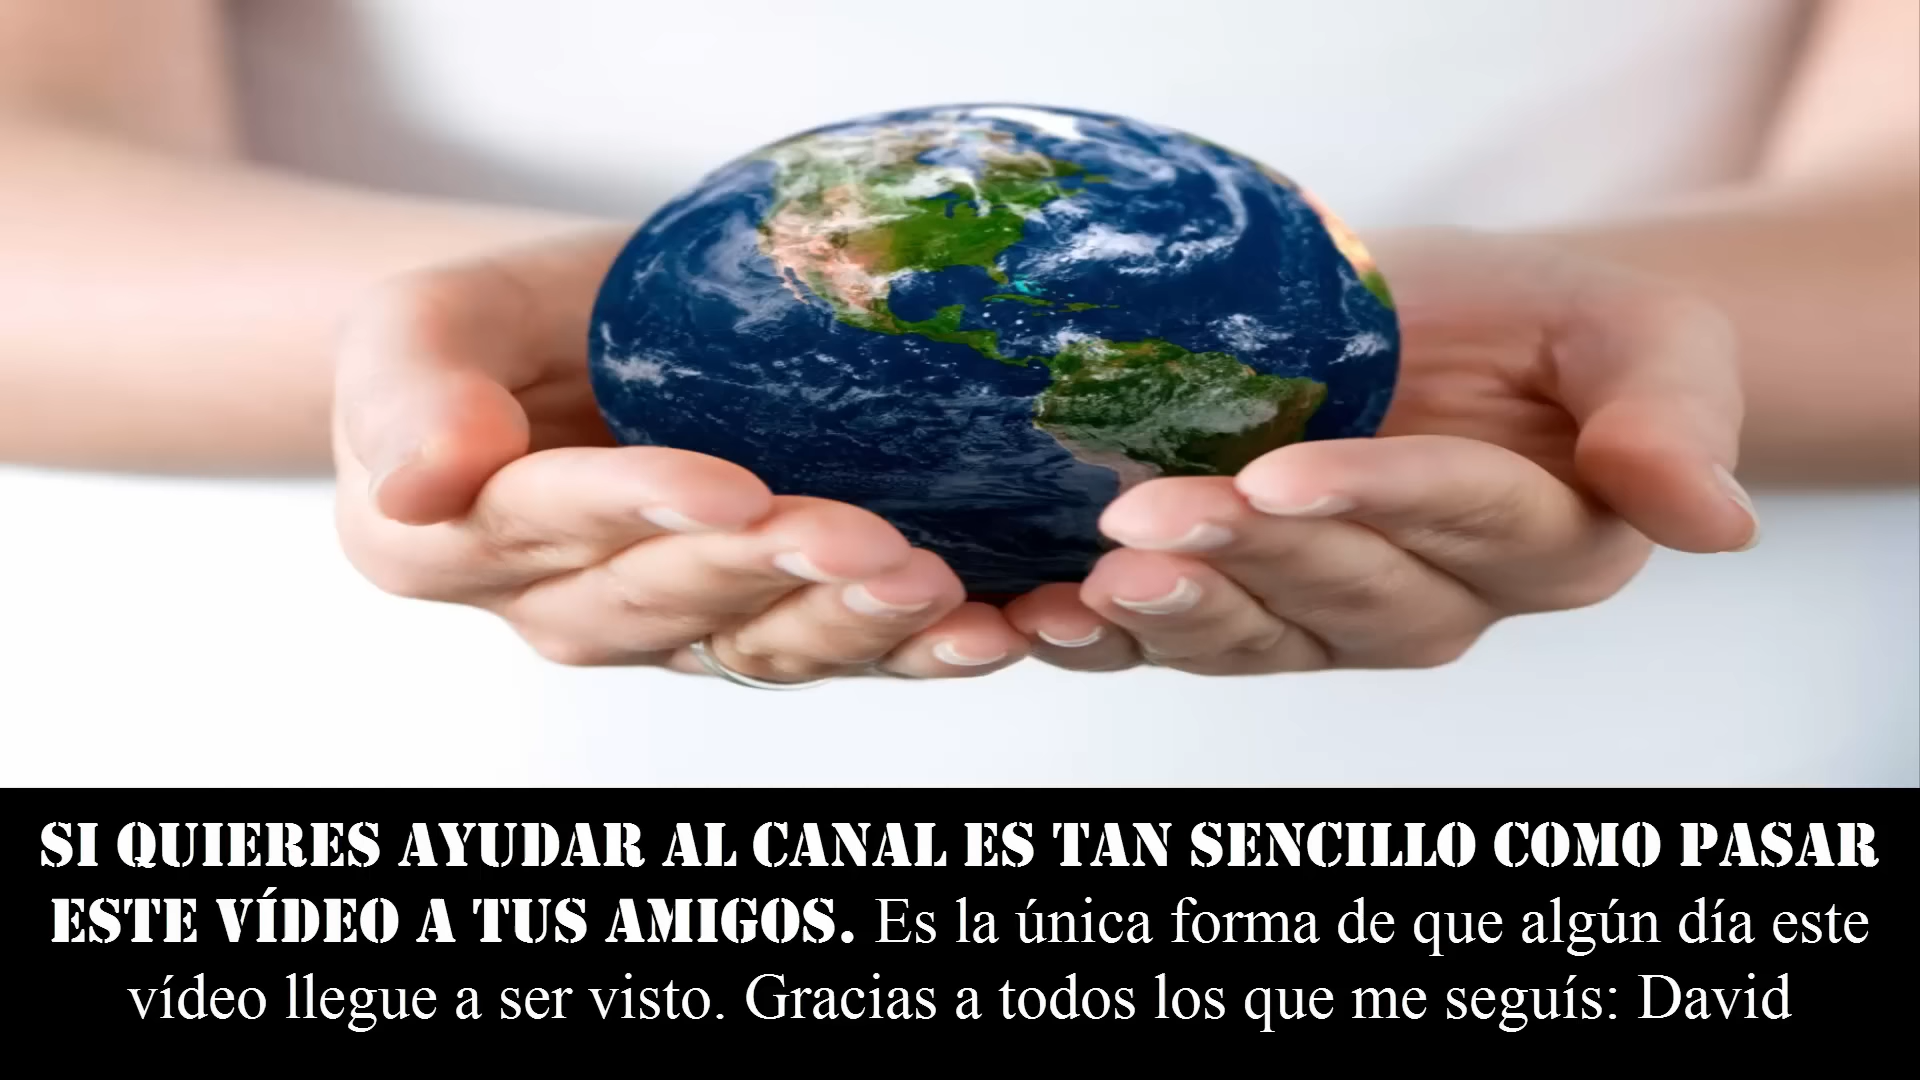 SI QUIERES AYUDAR AL CANAL ES TAN SENCILLO COMO PASAR
ESTE VÍDEO A TUS AMIGOS. Es la única forma de que algún día este
vídeo llegue a ser visto. Gracias a todos los que me seguís: David